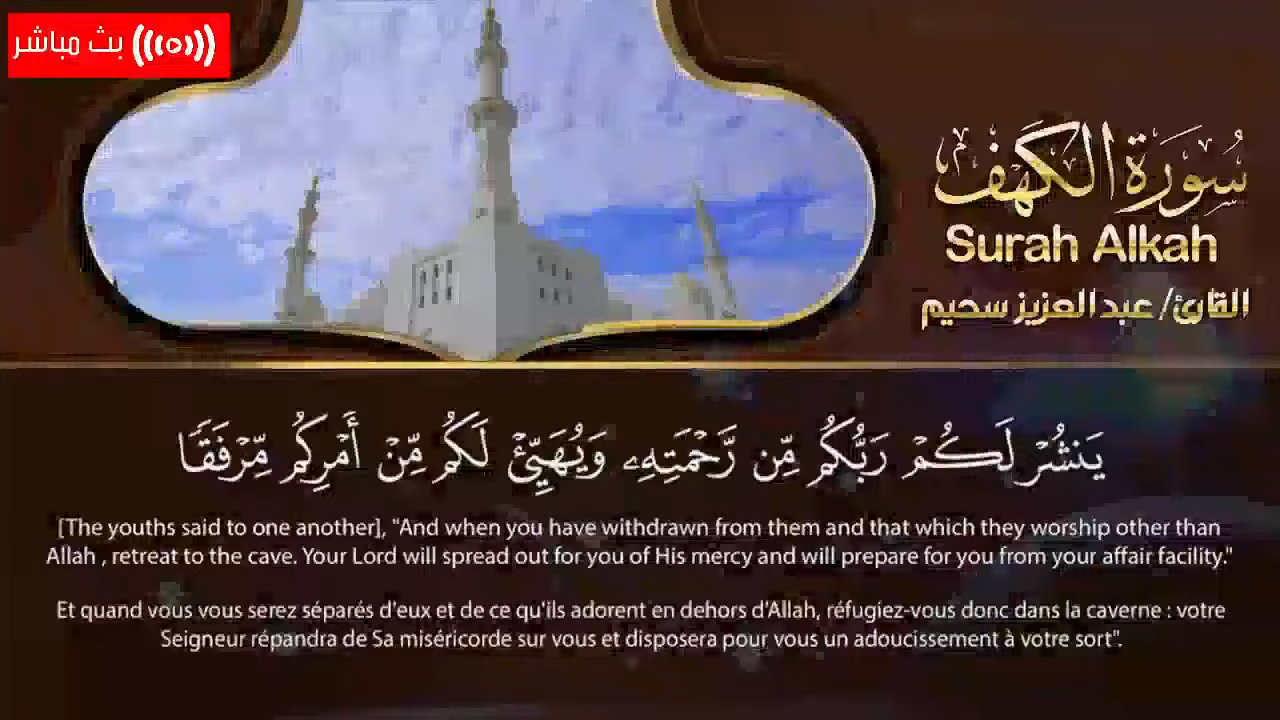 بث مباشر
سُورَة الكَهف
Surah Alkah
القارئ/ عبد العزيز سحيم
يَنشُرْ لَكُمْ رَبُّكُم مِّن رَّحْمَتِهِۦ وَيُهَيِّئْ لَكُم مِّنْ أَمْرِكُم مِّرْفَقًا
[The youths said to one another], "And when you have withdrawn from them and that which they worship other than
Allah , retreat to the cave. Your Lord will spread out for you of His mercy and will prepare for you from your affair facility."
Et quand vous vous serez séparés d'eux et de ce qu'ils adorent en dehors d'Allah, réfugiez-vous donc dans la caverne : votre
Seigneur répandra de Sa miséricorde sur vous et disposera pour vous un adoucissement à votre sort".